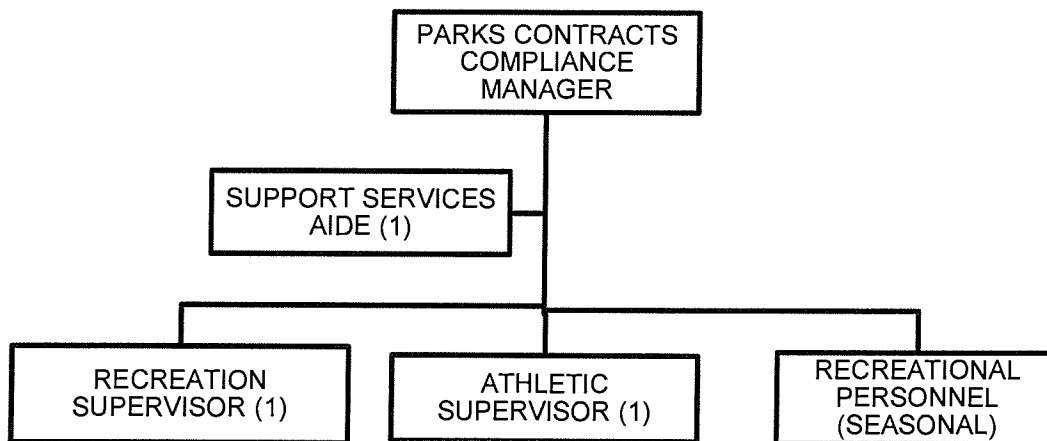 PARKS CONTRACTS
COMPLIANCE
MANAGER
SUPPORT SERVICES
AIDE (1)
RECREATION
SUPERVISOR (1)
ATHLETIC
SUPERVISOR (1)
RECREATIONAL
PERSONNEL
(SEASONAL)